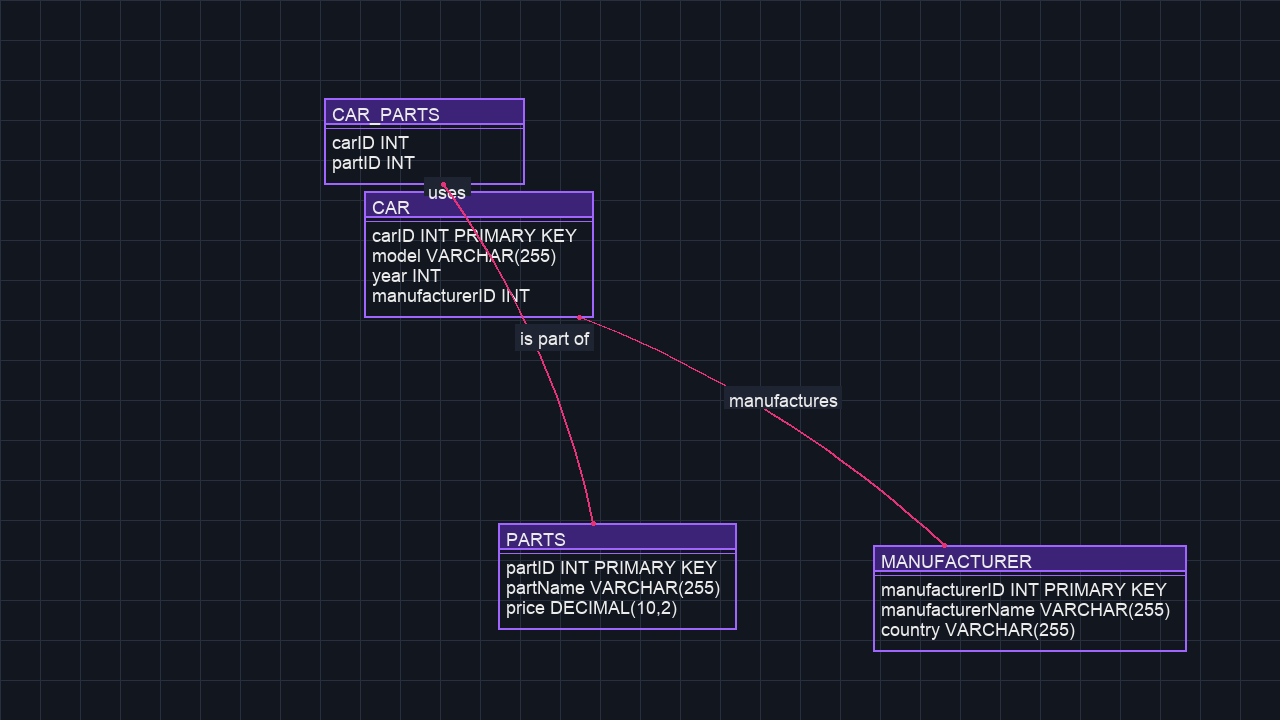 CAR_PARTS
carID INT
partID INT
uses
CAR
carID INT PRIMARY KEY
model VARCHAR(255)
year INT
manufacturerID INT
is part of
manufactures
PARTS
partID INT PRIMARY KEY
partName VARCHAR(255)
price DECIMAL(10,2)
MANUFACTURER
manufacturerID INT PRIMARY KEY
manufacturerName VARCHAR(255)
country VARCHAR(255)